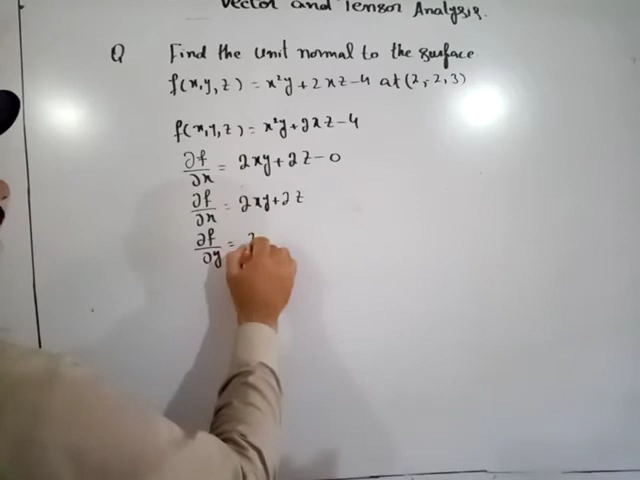 Vector and Tensor Analysis.
Q Find the unit normal to the surface
f(x,y,z) = x²y+2xz-4 at (2,-2,3)
f(x,y,z) = x²y+2xz-4
∂f/∂x = 2xy+2z-0
∂f/∂x = 2xy+2z
∂f/∂y =